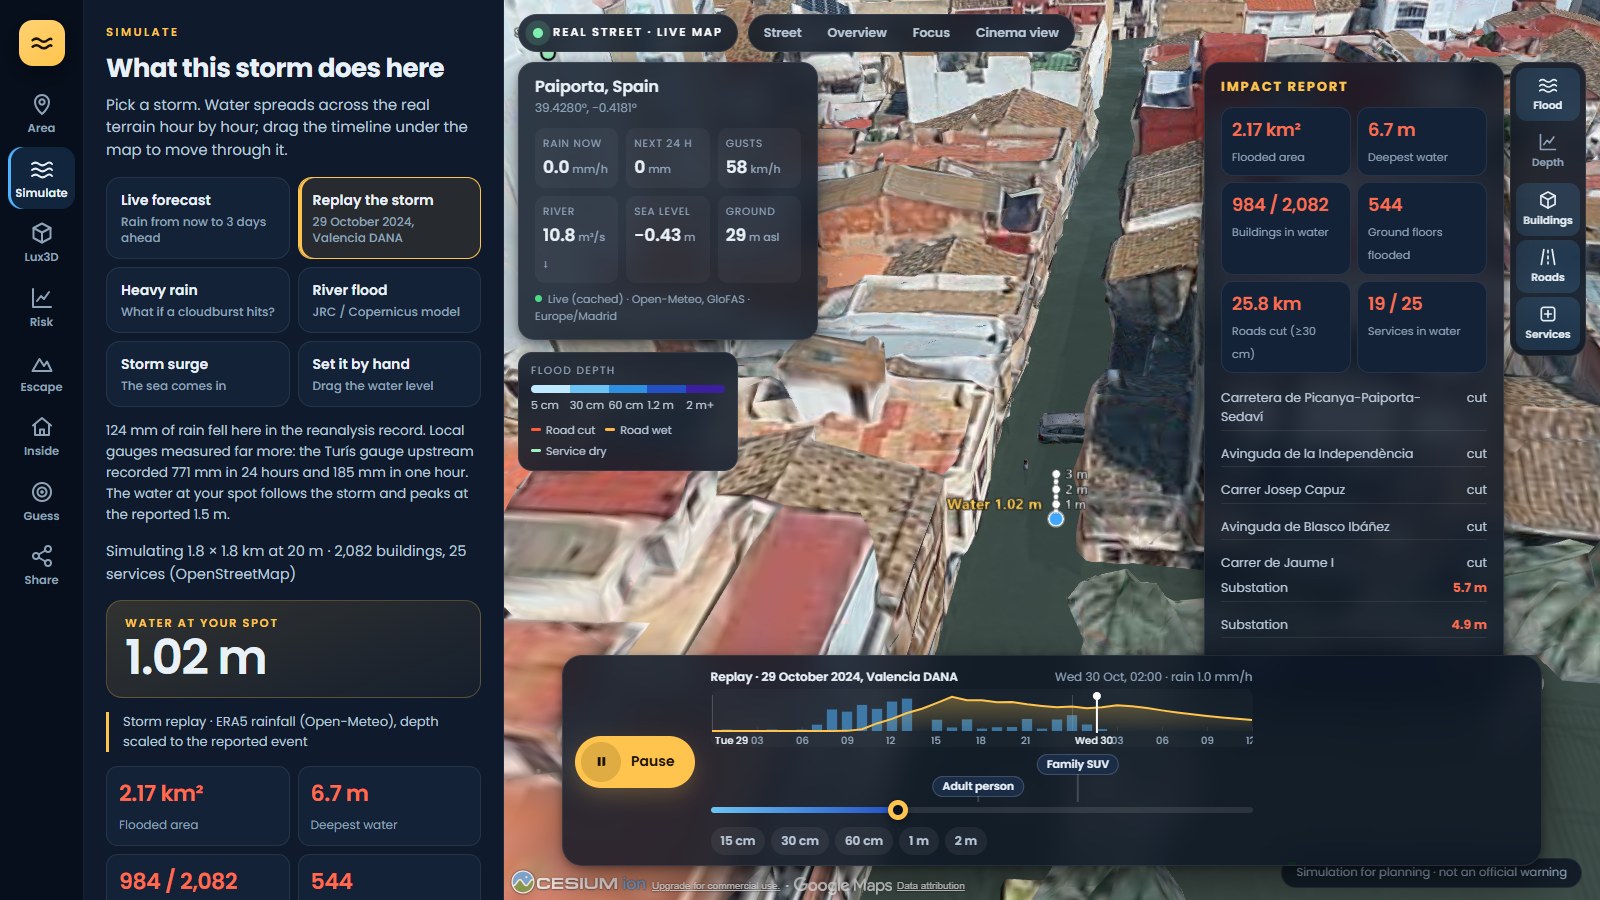 SIMULATE
What this storm does here
Pick a storm. Water spreads across the real
terrain hour by hour; drag the timeline under the
map to move through it.
Area
Simulate
Lux3D
Risk
Escape
Inside
Guess
Share
Live forecast
Rain from now to 3 days
ahead
Replay the storm
29 October 2024,
Valencia DANA
Heavy rain
What if a cloudburst hits?
River flood
JRC / Copernicus model
Storm surge
The sea comes in
Set it by hand
Drag the water level
124 mm of rain fell here in the reanalysis record. Local
gauges measured far more: the Turís gauge upstream
recorded 771 mm in 24 hours and 185 mm in one hour.
The water at your spot follows the storm and peaks at
the reported 1.5 m.
Simulating 1.8 × 1.8 km at 20 m · 2,082 buildings, 25
services (OpenStreetMap)
WATER AT YOUR SPOT
1.02 m
Storm replay · ERA5 rainfall (Open-Meteo), depth
scaled to the reported event
2.17 km²
Flooded area
6.7 m
Deepest water
984 / 2,082
544
REAL STREET · LIVE MAP
Street
Overview
Focus
Cinema view
Paiporta, Spain
39.4280°, −0.4181°
RAIN NOW
0.0 mm/h
NEXT 24 H
0 mm
GUSTS
58 km/h
RIVER
10.8 m³/s
↓
SEA LEVEL
−0.43 m
GROUND
29 m asl
Live (cached) · Open-Meteo, GloFAS ·
Europe/Madrid
FLOOD DEPTH
5 cm 30 cm 60 cm 1.2 m 2 m+
Road cut
Road wet
Service dry
3 m
2 m
1 m
Water 1.02 m
IMPACT REPORT
2.17 km²
Flooded area
6.7 m
Deepest water
984 / 2,082
Buildings in water
544
Ground floors
flooded
25.8 km
Roads cut (≥30
cm)
19 / 25
Services in water
Carretera de Picanya-Paiporta-
Sedaví
cut
Avinguda de la Independència cut
Carrer Josep Capuz cut
Avinguda de Blasco Ibáñez cut
Carrer de Jaume I cut
Substation 5.7 m
Substation 4.9 m
Flood
Depth
Buildings
Roads
Services
Pause
Replay · 29 October 2024, Valencia DANA
Wed 30 Oct, 02:00 · rain 1.0 mm/h
Tue 29 03 06 09 12 15 18 21 Wed 30 03 06 09 12
Family SUV
Adult person
15 cm
30 cm
60 cm
1 m
2 m
CESIUM ion
Upgrade for commercial use.
Google Maps
Data attribution
Simulation for planning · not an official warning